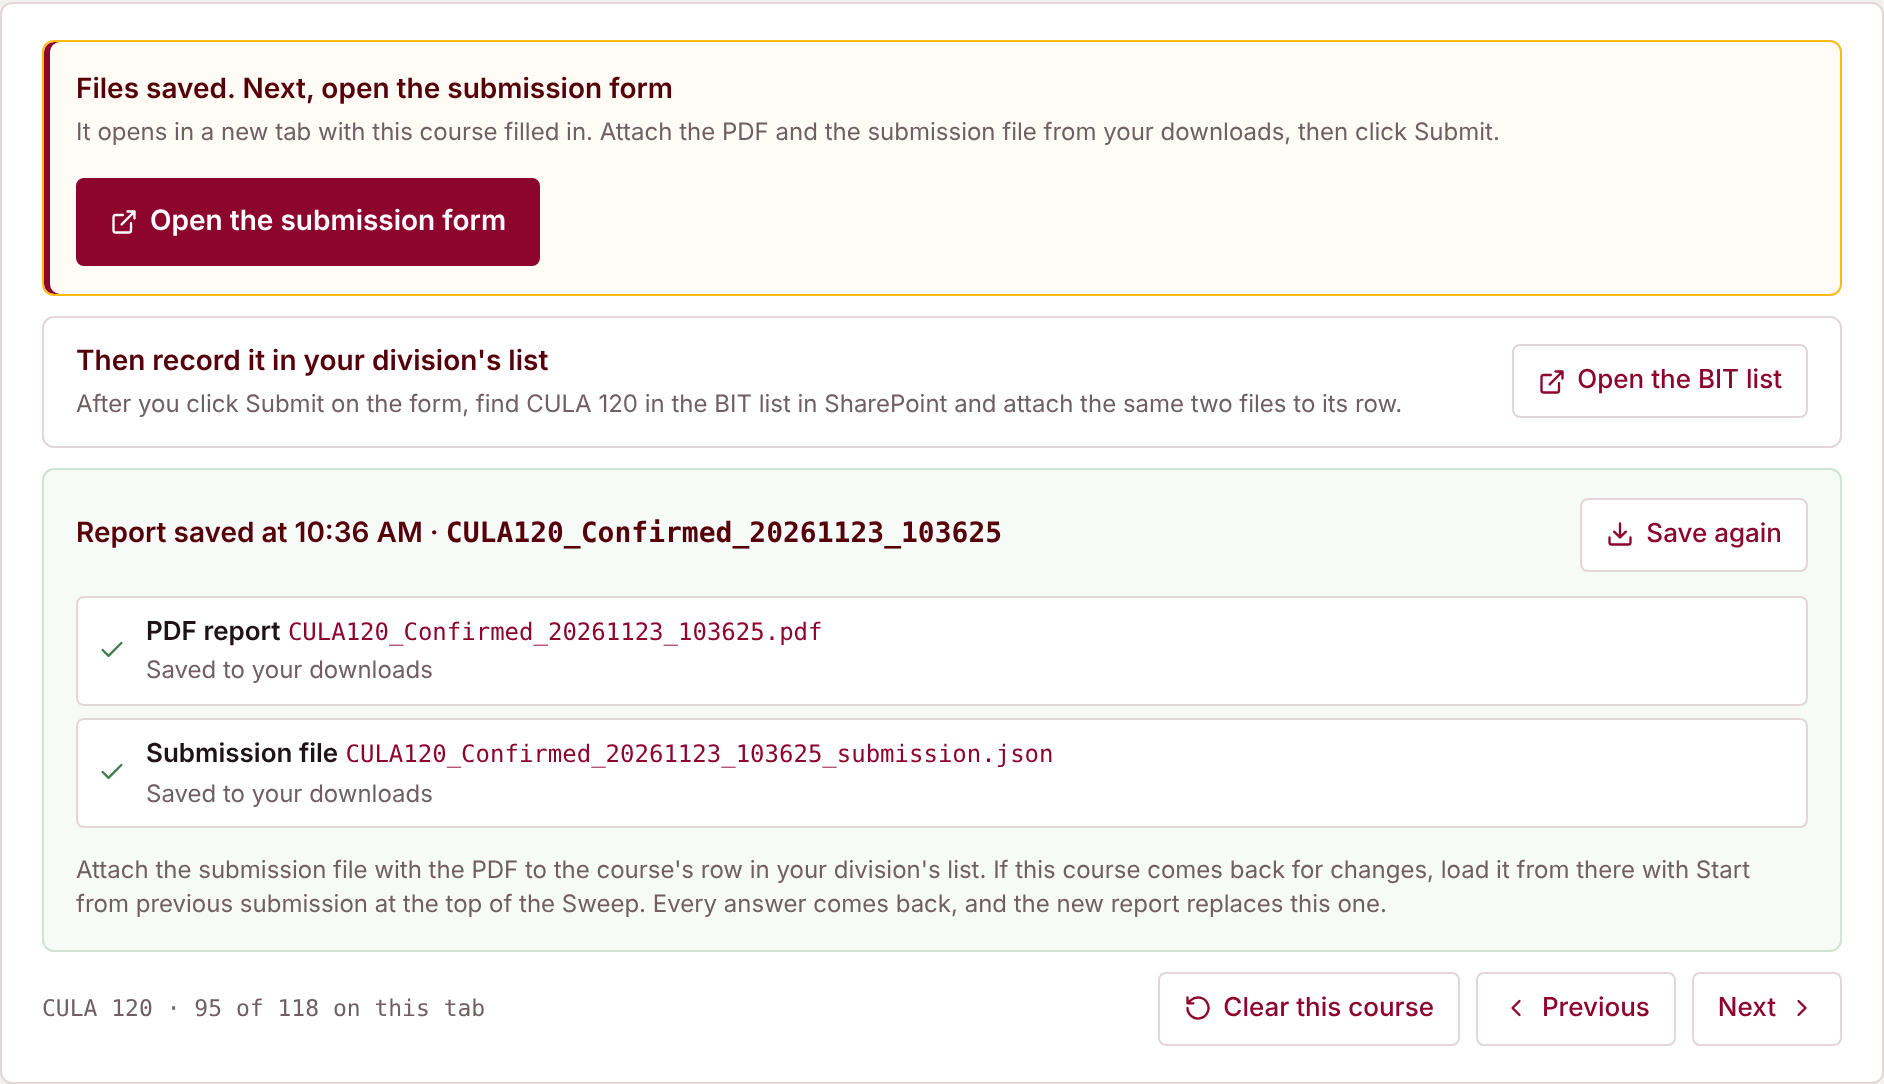 Files saved. Next, open the submission form
It opens in a new tab with this course filled in. Attach the PDF and the submission file from your downloads, then click Submit.
Open the submission form
Then record it in your division's list
After you click Submit on the form, find CULA 120 in the BIT list in SharePoint and attach the same two files to its row.
Open the BIT list
Report saved at 10:36 AM · CULA120_Confirmed_20261123_103625
Save again
PDF report CULA120_Confirmed_20261123_103625.pdf
Saved to your downloads
Submission file CULA120_Confirmed_20261123_103625_submission.json
Saved to your downloads
Attach the submission file with the PDF to the course's row in your division's list. If this course comes back for changes, load it from there with Start
from previous submission at the top of the Sweep. Every answer comes back, and the new report replaces this one.
CULA 120 · 95 of 118 on this tab
Clear this course
Previous
Next